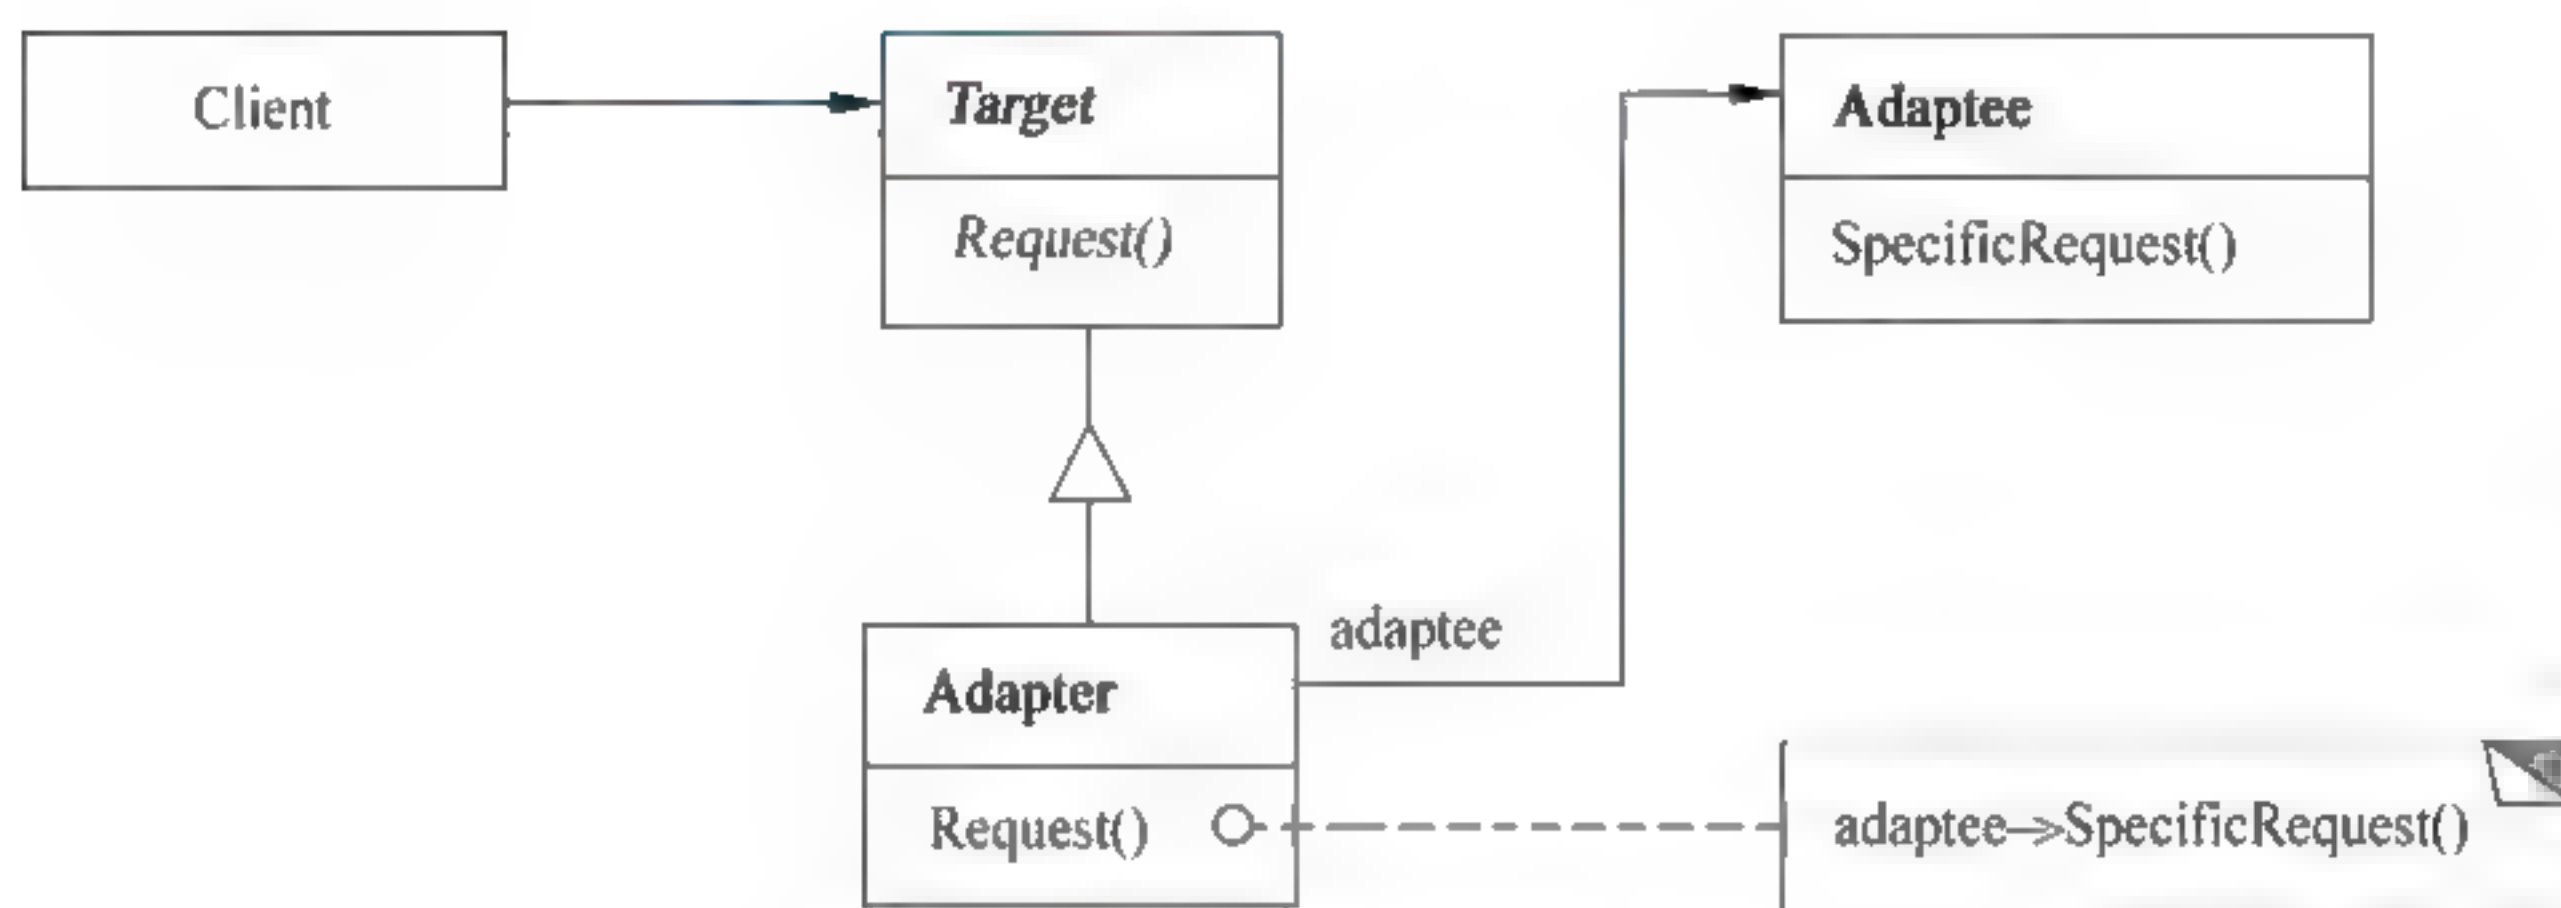 Client
Target
Request()
Adaptee
SpecificRequest()
adaptee
Adapter
Request()
adaptee->SpecificRequest()